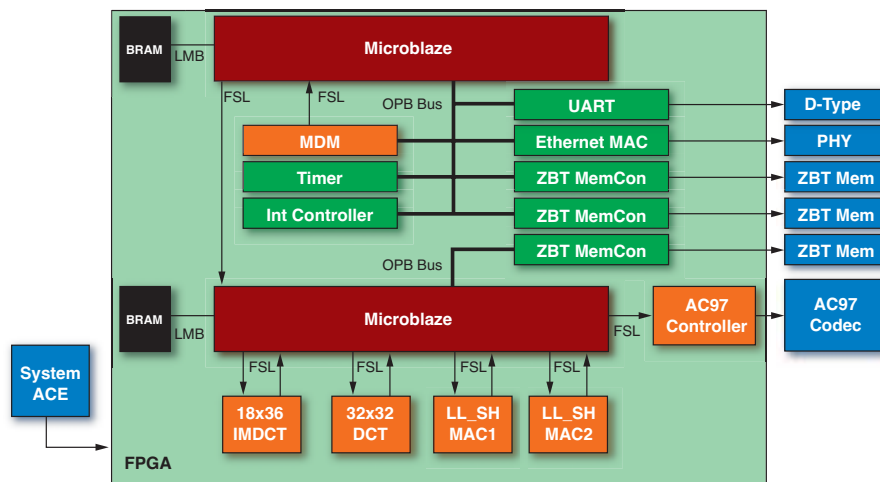 BRAM
LMB
Microblaze
FSL
FSL
OPB Bus
UART
D-Type
MDM
Ethernet MAC
PHY
Timer
ZBT MemCon
ZBT Mem
Int Controller
ZBT MemCon
ZBT Mem
ZBT MemCon
ZBT Mem
OPB Bus
BRAM
LMB
Microblaze
FSL
AC97
Controller
AC97
Codec
System
ACE
FSL
FSL
FSL
FSL
18x36
IMDCT
32x32
DCT
LL_SH
MAC1
LL_SH
MAC2
FPGA